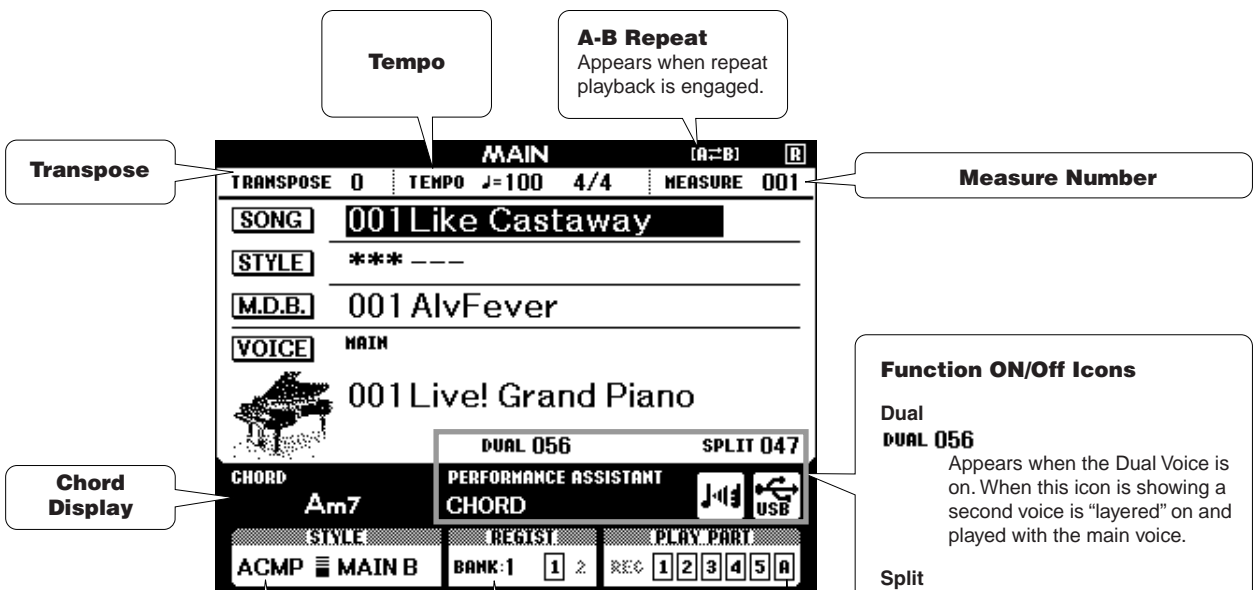 Tempo
A-B Repeat
Appears when repeat
playback is engaged.
Transpose
MAIN [A⇄B] R
TRANSPOSE 0 TEMPO ♩=100 4/4 MEASURE 001
Measure Number
SONG 001 Like Castaway
STYLE *** ---
M.D.B. 001 AlvFever
VOICE MAIN
001 Live! Grand Piano
DUAL 056 SPLIT 047
Function ON/Off Icons
Dual
DUAL 056
Appears when the Dual Voice is
on. When this icon is showing a
second voice is “layered” on and
played with the main voice.
Split
Chord
Display
CHORD PERFORMANCE ASSISTANT
Am7 CHORD USB
STYLE REGIST PLAY PART
ACMP MAIN B BANK:1 1 2 REC 1 2 3 4 5 A